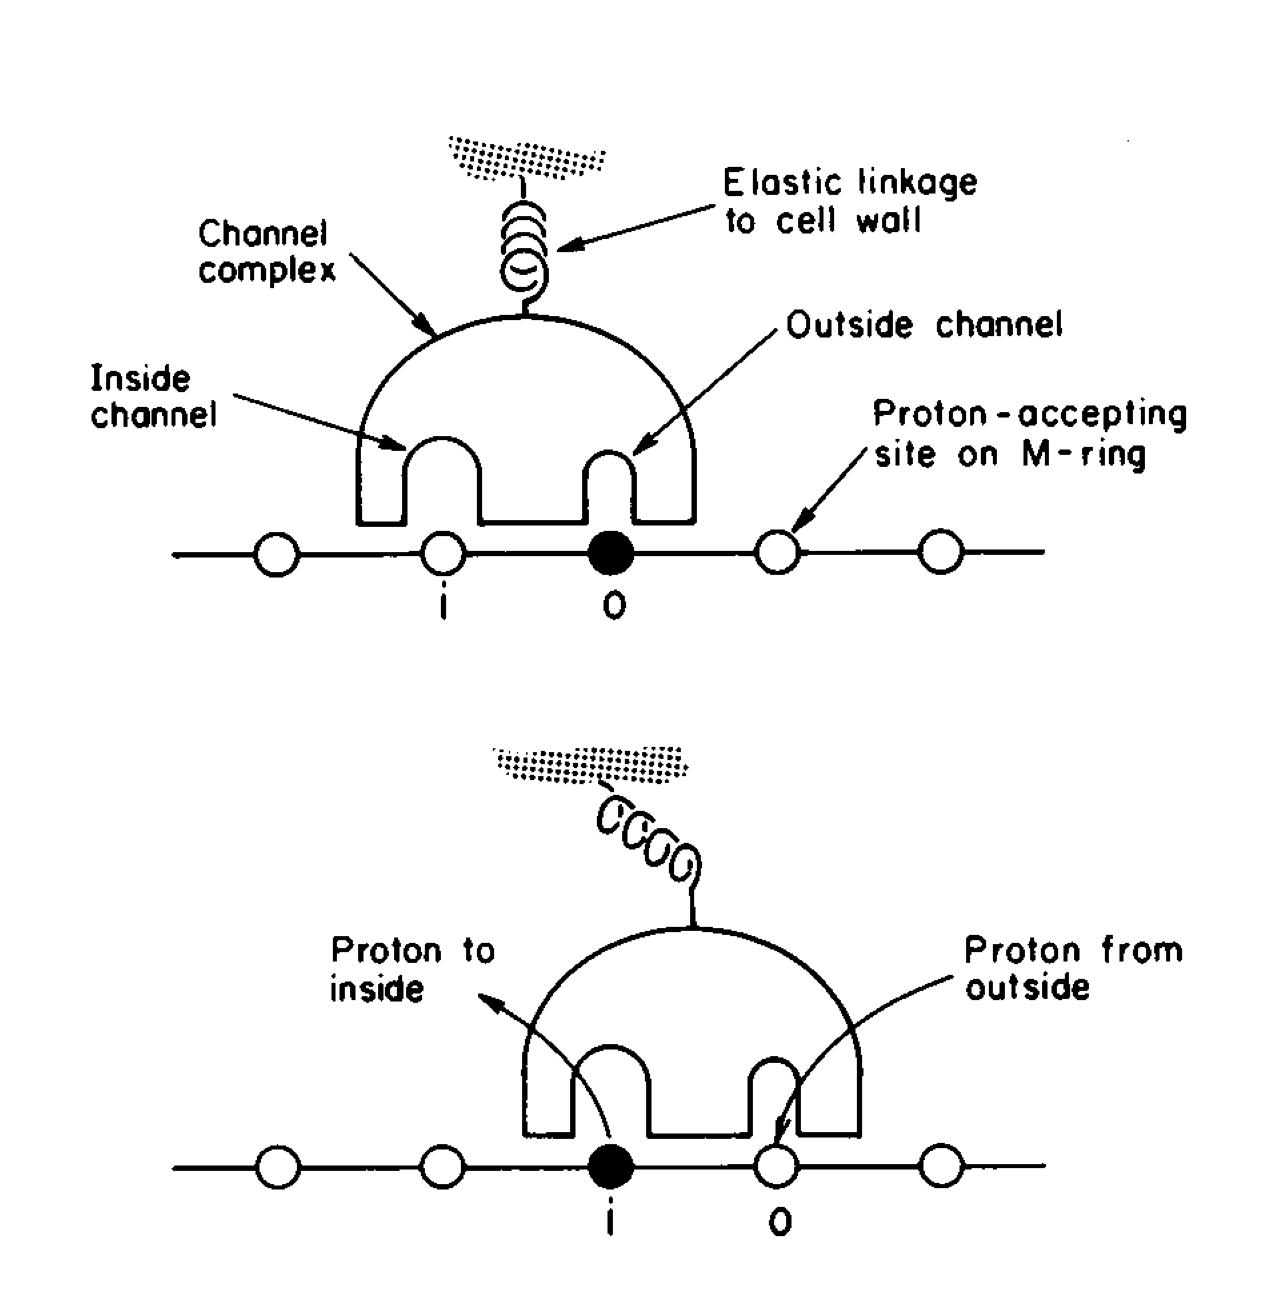 Elastic linkage
to cell wall
Channel
complex
Outside channel
Inside
channel
Proton-accepting
site on M-ring
i
o
Proton to
inside
Proton from
outside
i
o